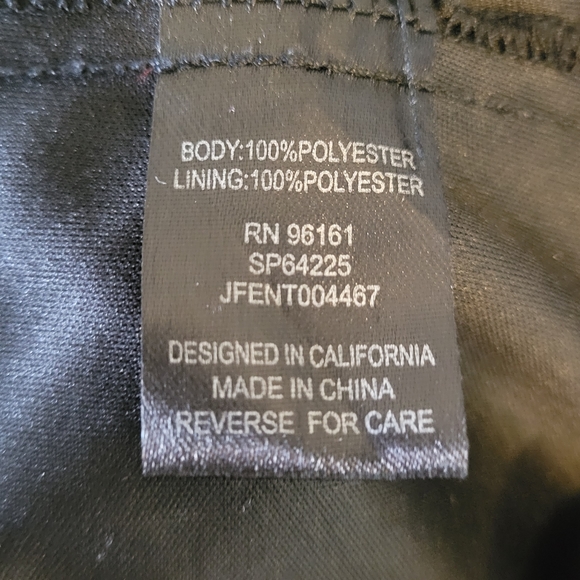 BODY:100%POLYESTER
LINING:100%POLYESTER
RN 96161
SP64225
JFENT004467
DESIGNED IN CALIFORNIA
MADE IN CHINA
REVERSE FOR CARE